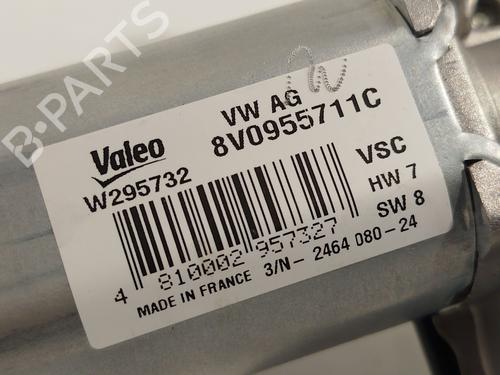 B-PARTS
VW AG
Valeo
8V0955711C
W295732
VSC
HW 7
SW 8
4 810002 957327
MADE IN FRANCE 3/N- 2464 080-24